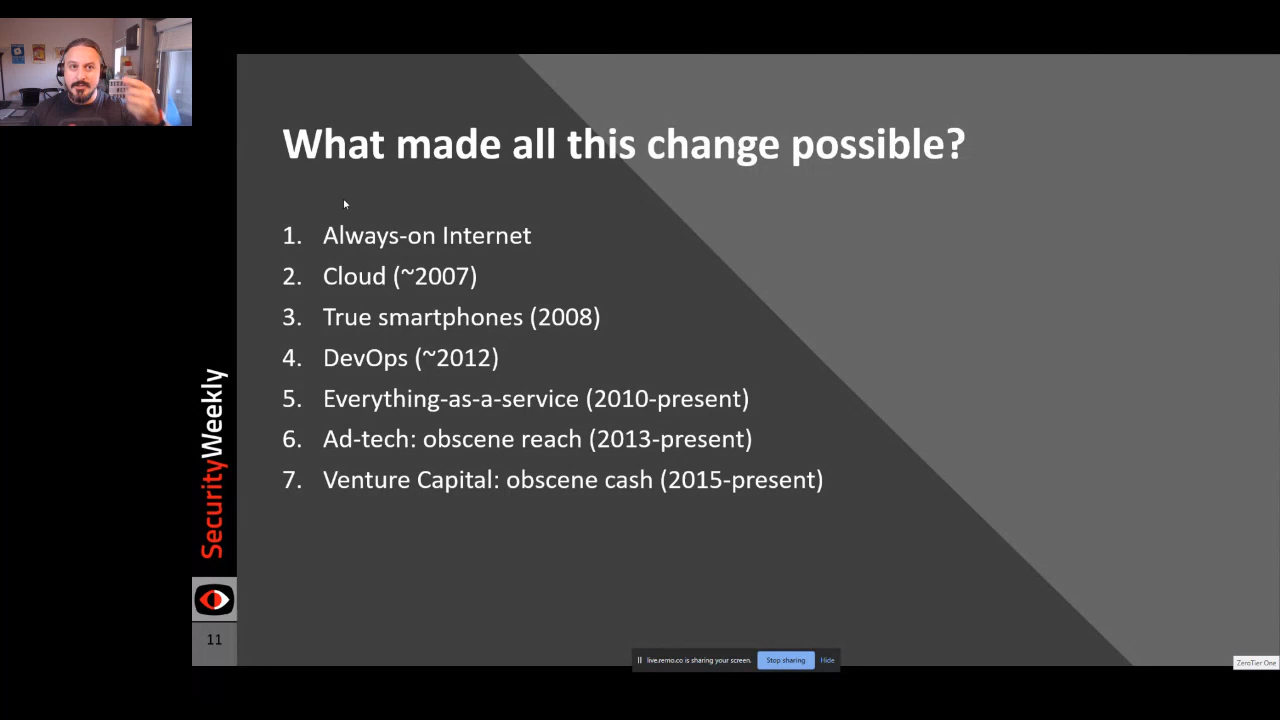 What made all this change possible?
1. Always-on Internet
2. Cloud (~2007)
3. True smartphones (2008)
4. DevOps (~2012)
5. Everything-as-a-service (2010-present)
6. Ad-tech: obscene reach (2013-present)
7. Venture Capital: obscene cash (2015-present)
SecurityWeekly
11
live.remo.co is sharing your screen. Stop sharing Hide
ZeroTier One